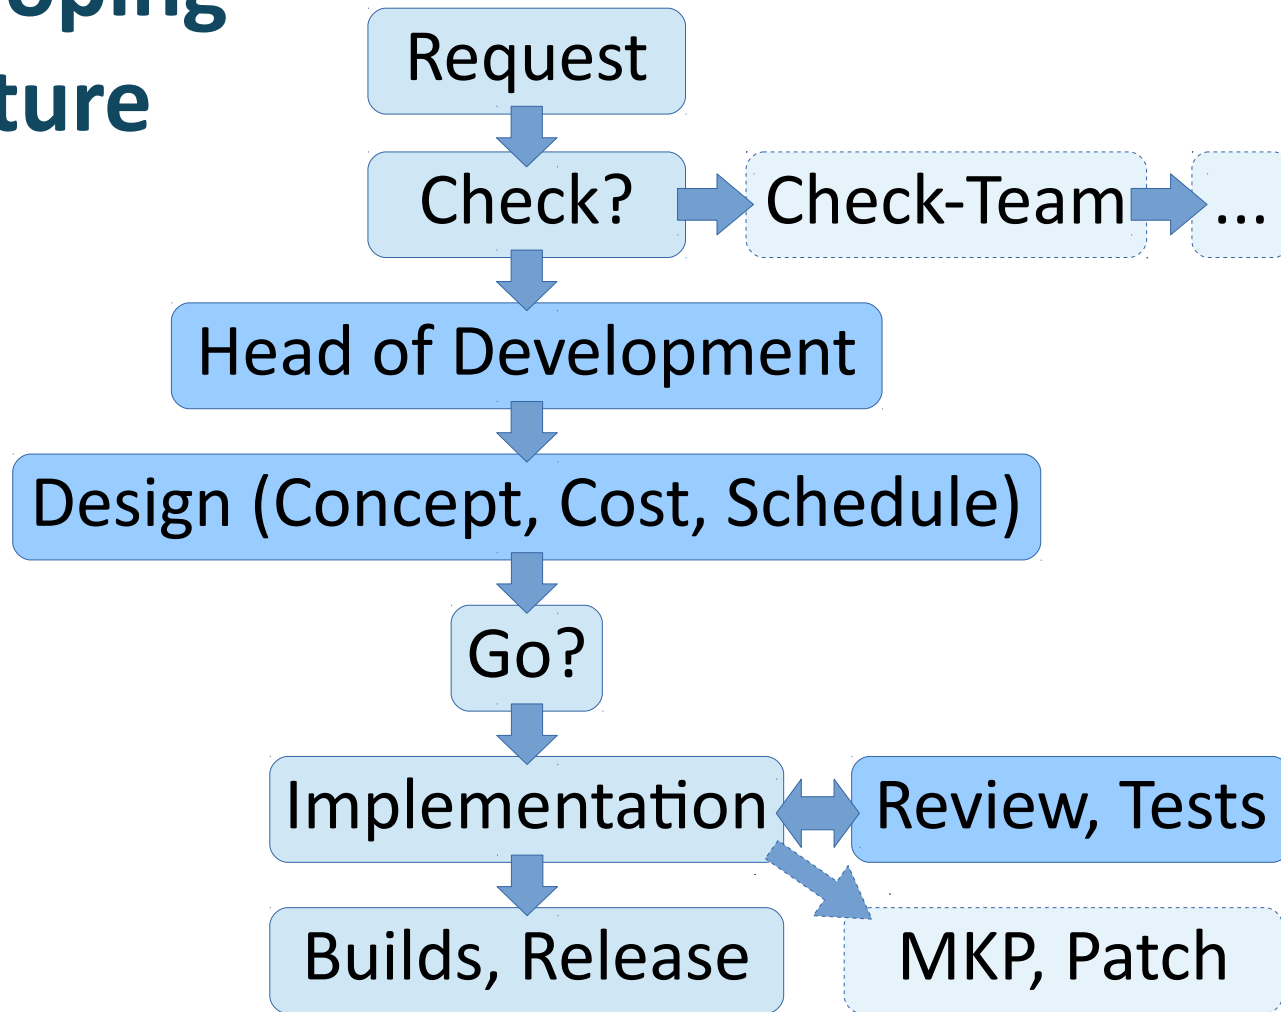 oping
ture
Request
Check?
Check-Team
...
Head of Development
Design (Concept, Cost, Schedule)
Go?
Implementation
Review, Tests
Builds, Release
MKP, Patch